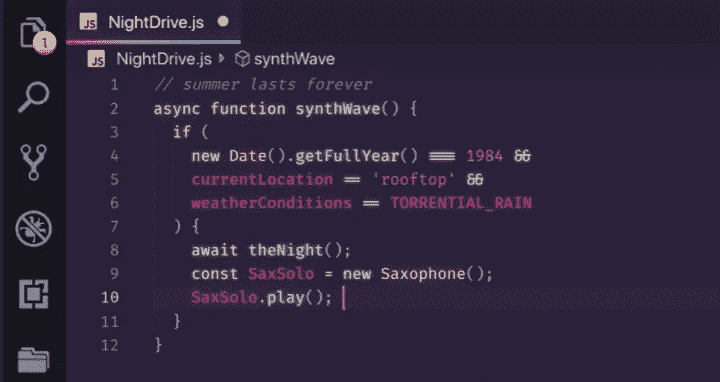 1
JS NightDrive.js
JS NightDrive.js synthWave
1 // summer lasts forever
2 async function synthWave() {
3 if (
4 new Date().getFullYear() === 1984 &&
5 currentLocation == 'rooftop' &&
6 weatherConditions == TORRENTIAL_RAIN
7 ) {
8 await theNight();
9 const SaxSolo = new Saxophone();
10 SaxSolo.play();
11 }
12 }